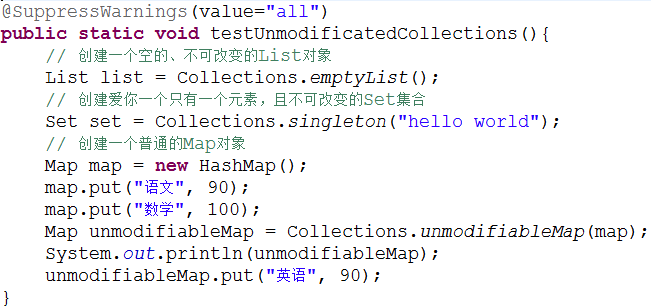 @SuppressWarnings(value="all")
public static void testUnmodificatedCollections(){
// 创建一个空的、不可改变的List对象
List list = Collections.emptyList();
// 创建爱你一个只有一个元素，且不可改变的Set集合
Set set = Collections.singleton("hello world");
// 创建一个普通的Map对象
Map map = new HashMap();
map.put("语文", 90);
map.put("数学", 100);
Map unmodifiableMap = Collections.unmodifiableMap(map);
System.out.println(unmodifiableMap);
unmodifiableMap.put("英语", 90);
}